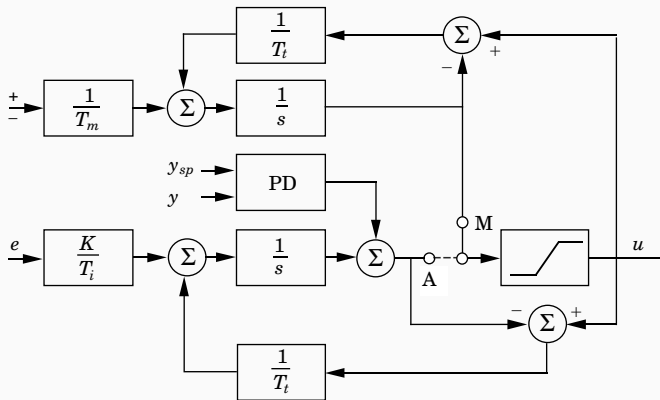 1
T_t
Σ
+
−
+
−
1
T_m
Σ
1
s
y_sp
y
PD
M
e
K
T_i
Σ
1
s
Σ
A
u
−
Σ
+
1
T_t